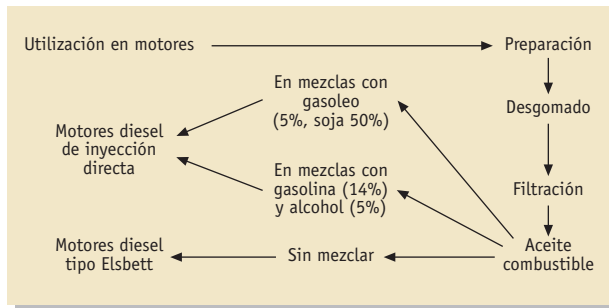 Utilización en motores
Preparación
Desgomado
Filtración
Aceite
combustible
En mezclas con
gasoleo
(5%, soja 50%)
Motores diesel
de inyección
directa
En mezclas con
gasolina (14%)
y alcohol (5%)
Sin mezclar
Motores diesel
tipo Elsbett